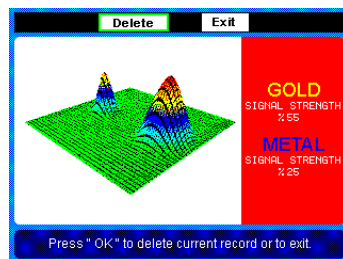 Delete Exit
GOLD
SIGNAL STRENGTH
%55
METAL
SIGNAL STRENGTH
%25
Press " OK " to delete current record or to exit.